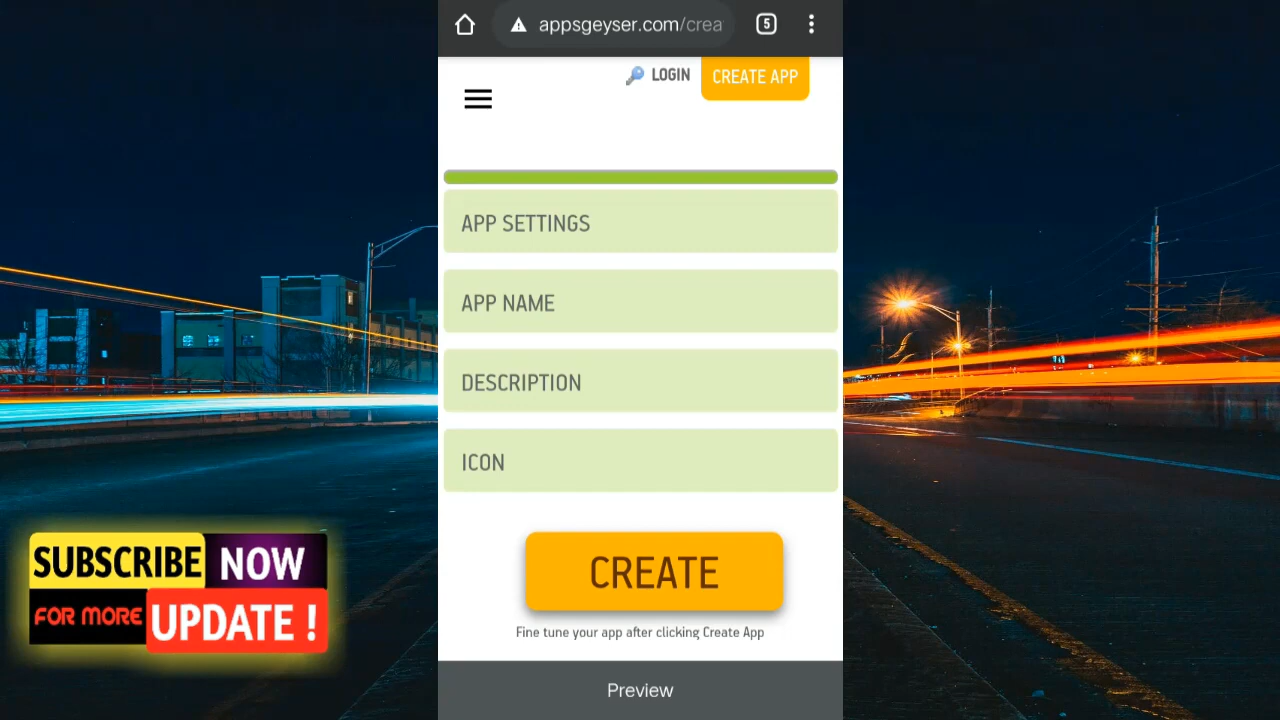 appsgeyser.com/crea
5
LOGIN
CREATE APP
APP SETTINGS
APP NAME
DESCRIPTION
ICON
CREATE
Fine tune your app after clicking Create App
Preview
SUBSCRIBE NOW
FOR MORE UPDATE !